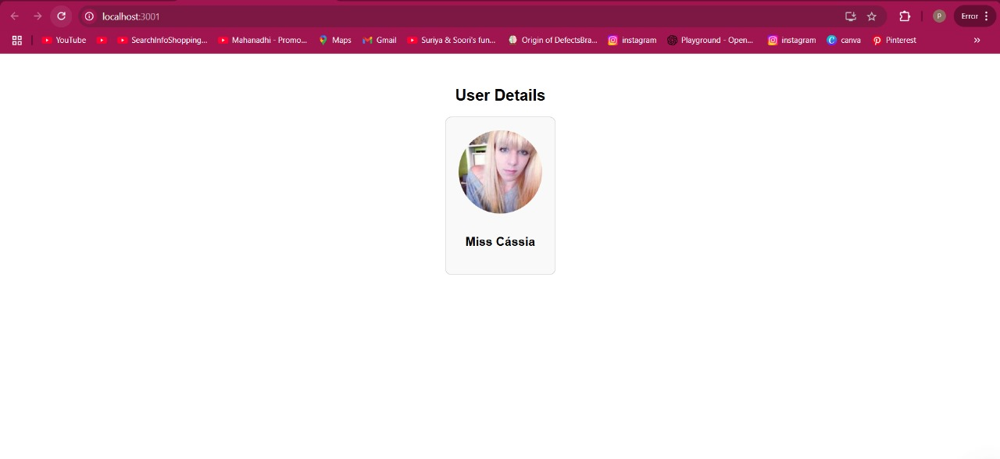 localhost:3001
P
Error
YouTube
SearchInfoShopping...
Mahanadhi - Promo...
Maps
Gmail
Suriya & Soori's fun...
Origin of DefectsBra...
instagram
Playground - Open...
instagram
canva
Pinterest
User Details
Miss Cássia